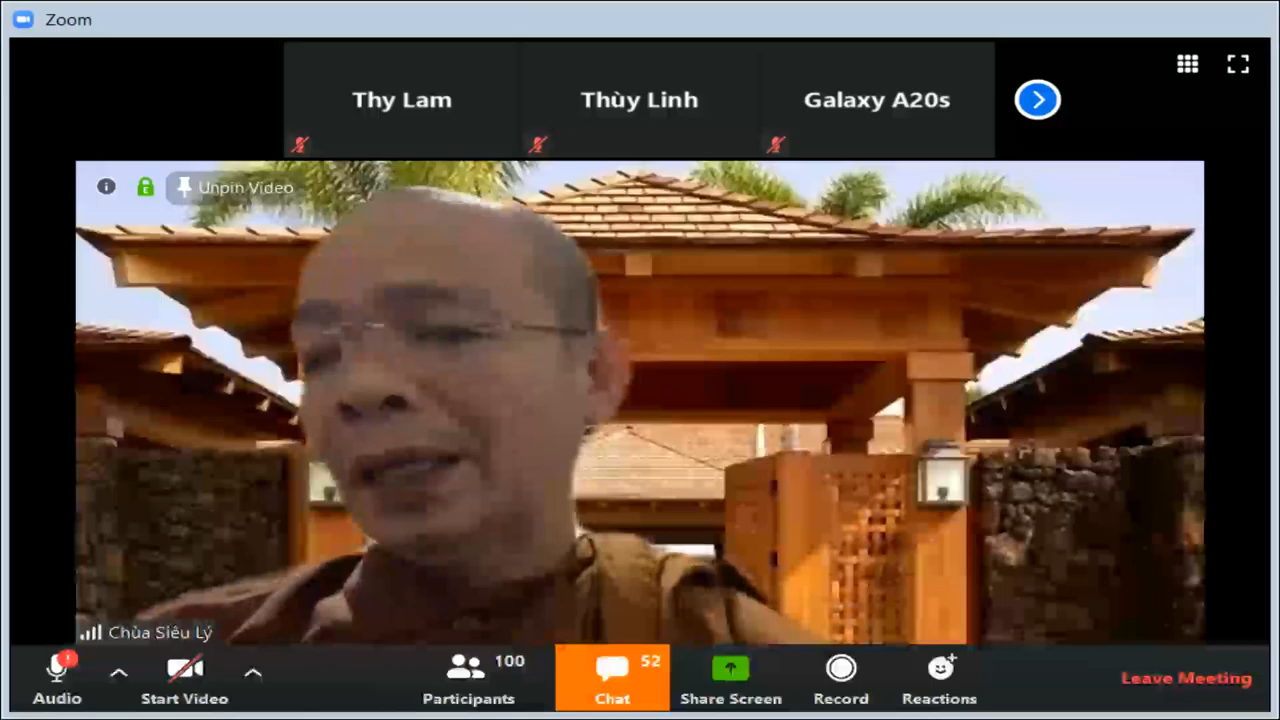 Zoom
Thy Lam
Thùy Linh
Galaxy A20s
Unpin Video
Chùa Siêu Lý
100
52
Audio
Start Video
Participants
Chat
Share Screen
Record
Reactions
Leave Meeting